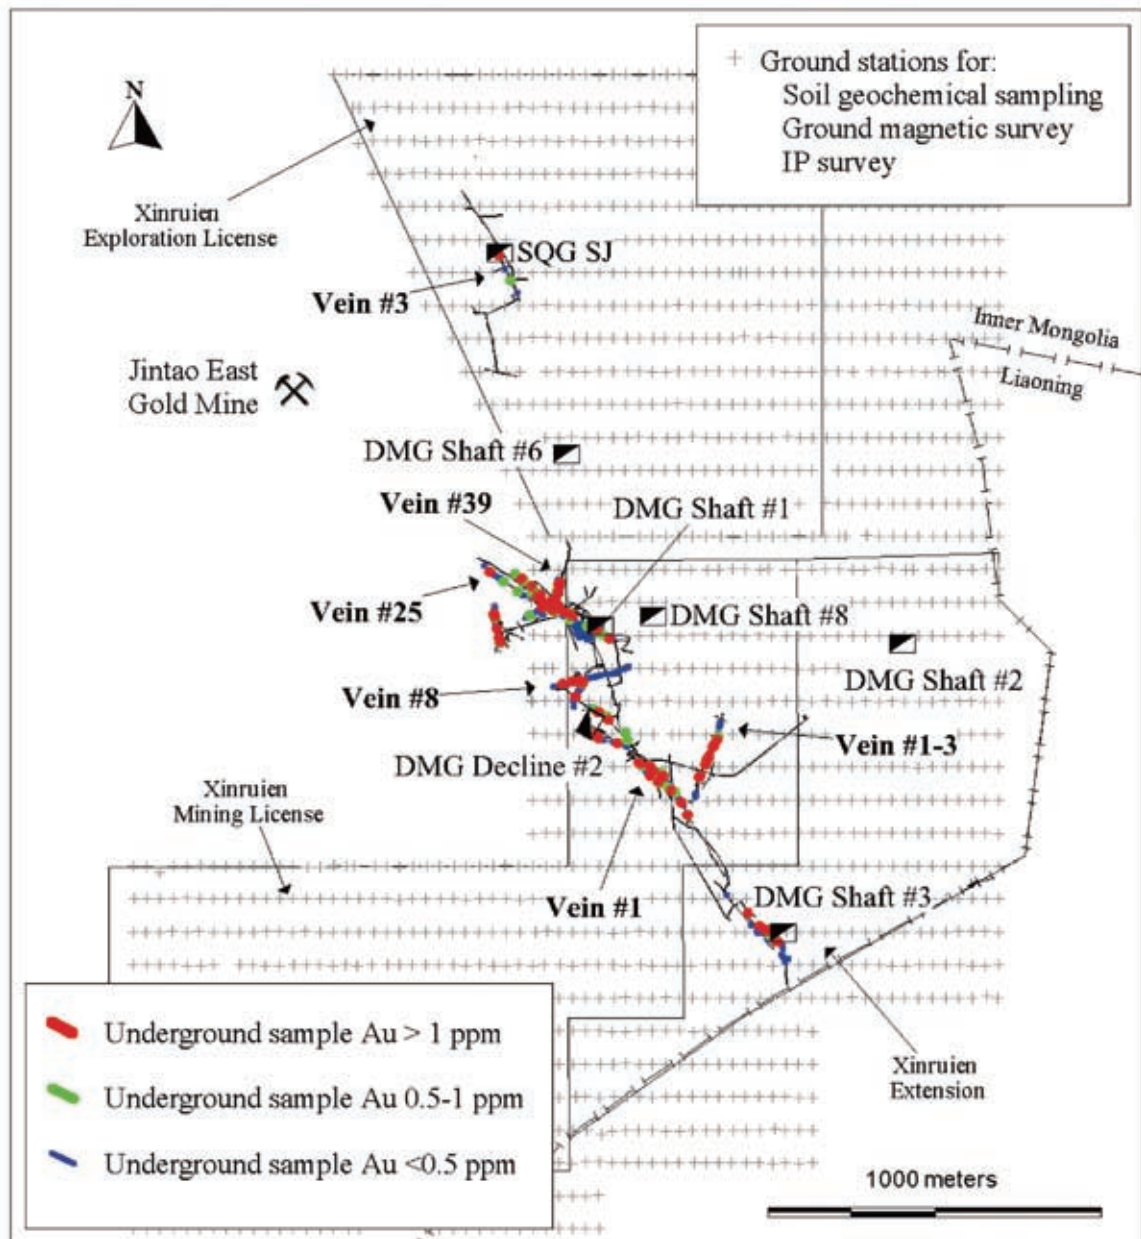 N
+ Ground stations for:
Soil geochemical sampling
Ground magnetic survey
IP survey
Xinruien
Exploration License
SQG SJ
Vein #3
Inner Mongolia
Liaoning
Jintao East
Gold Mine
DMG Shaft #6
Vein #39
DMG Shaft #1
Vein #25
DMG Shaft #8
DMG Shaft #2
Vein #8
Vein #1-3
DMG Decline #2
Xinruien
Mining License
Vein #1
DMG Shaft #3
Underground sample Au > 1 ppm
Underground sample Au 0.5-1 ppm
Underground sample Au <0.5 ppm
Xinruien
Extension
1000 meters